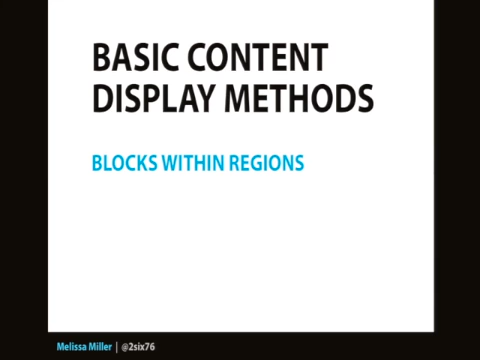 BASIC CONTENT
DISPLAY METHODS
BLOCKS WITHIN REGIONS
Melissa Miller | @2six76